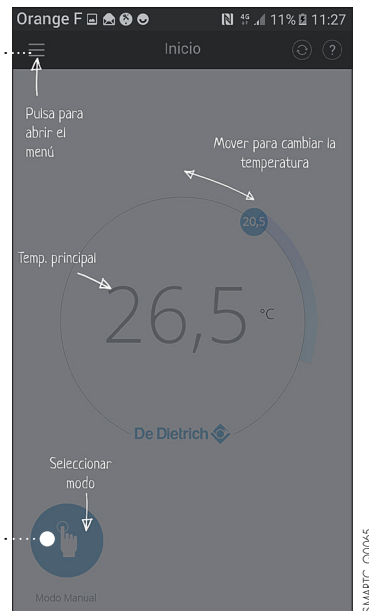 Orange F 4G 11% 11:27
Inicio
?
Pulsa para
abrir el
menú
Mover para cambiar la
temperatura
20,5
Temp. principal
26,5 °C
De Dietrich
Seleccionar
modo
Modo Manual
SMARTC_Q0065